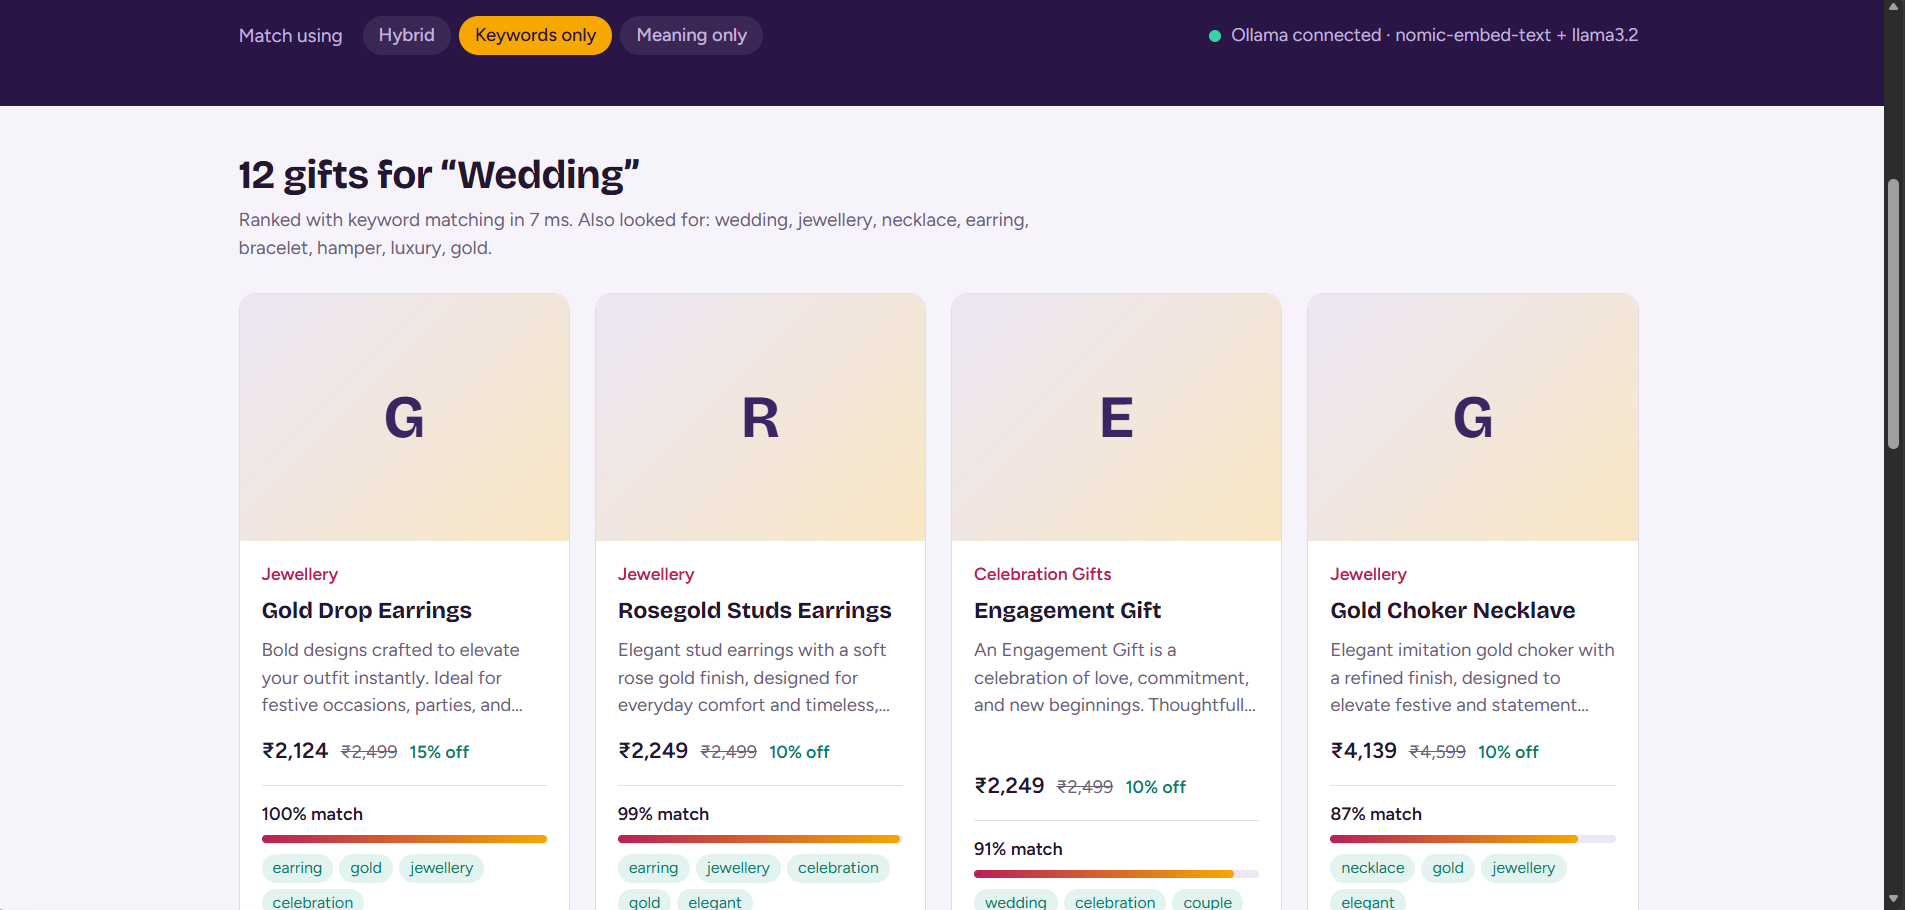 Match using Hybrid Keywords only Meaning only Ollama connected · nomic-embed-text + llama3.2
12 gifts for “Wedding”
Ranked with keyword matching in 7 ms. Also looked for: wedding, jewellery, necklace, earring,
bracelet, hamper, luxury, gold.
G
Jewellery
Gold Drop Earrings
Bold designs crafted to elevate
your outfit instantly. Ideal for
festive occasions, parties, and...
₹2,124 ₹2,499 15% off
100% match
earring gold jewellery
celebration
R
Jewellery
Rosegold Studs Earrings
Elegant stud earrings with a soft
rose gold finish, designed for
everyday comfort and timeless,...
₹2,249 ₹2,499 10% off
99% match
earring jewellery celebration
gold elegant
E
Celebration Gifts
Engagement Gift
An Engagement Gift is a
celebration of love, commitment,
and new beginnings. Thoughtfull...
₹2,249 ₹2,499 10% off
91% match
wedding celebration couple
G
Jewellery
Gold Choker Necklave
Elegant imitation gold choker with
a refined finish, designed to
elevate festive and statement...
₹4,139 ₹4,599 10% off
87% match
necklace gold jewellery
elegant